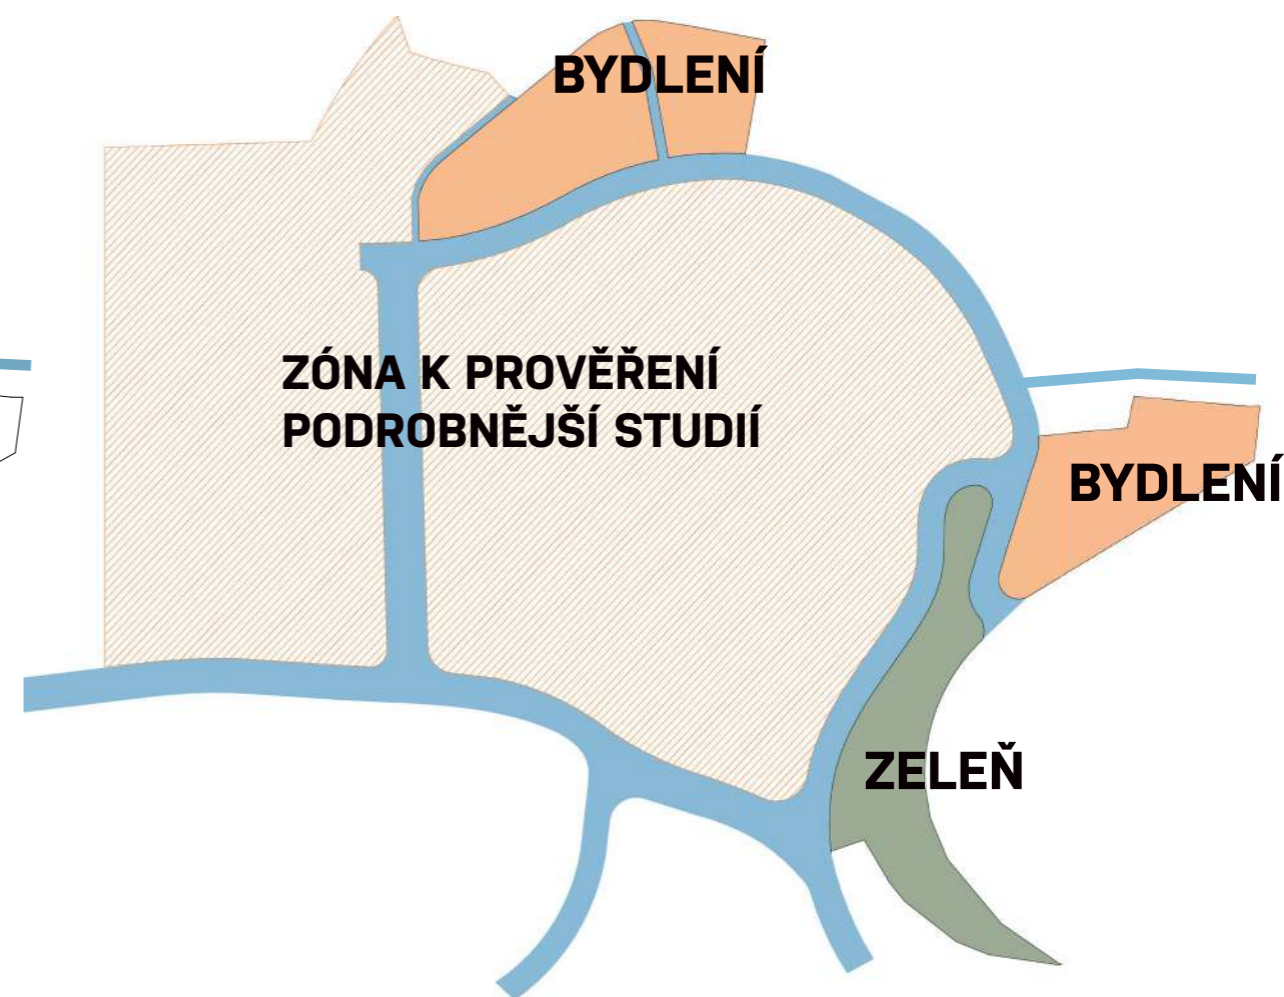 BYDLENÍ
ZÓNA K PROVĚŘENÍ
PODROBNĚJŠÍ STUDIÍ
BYDLENÍ
ZELEŇ